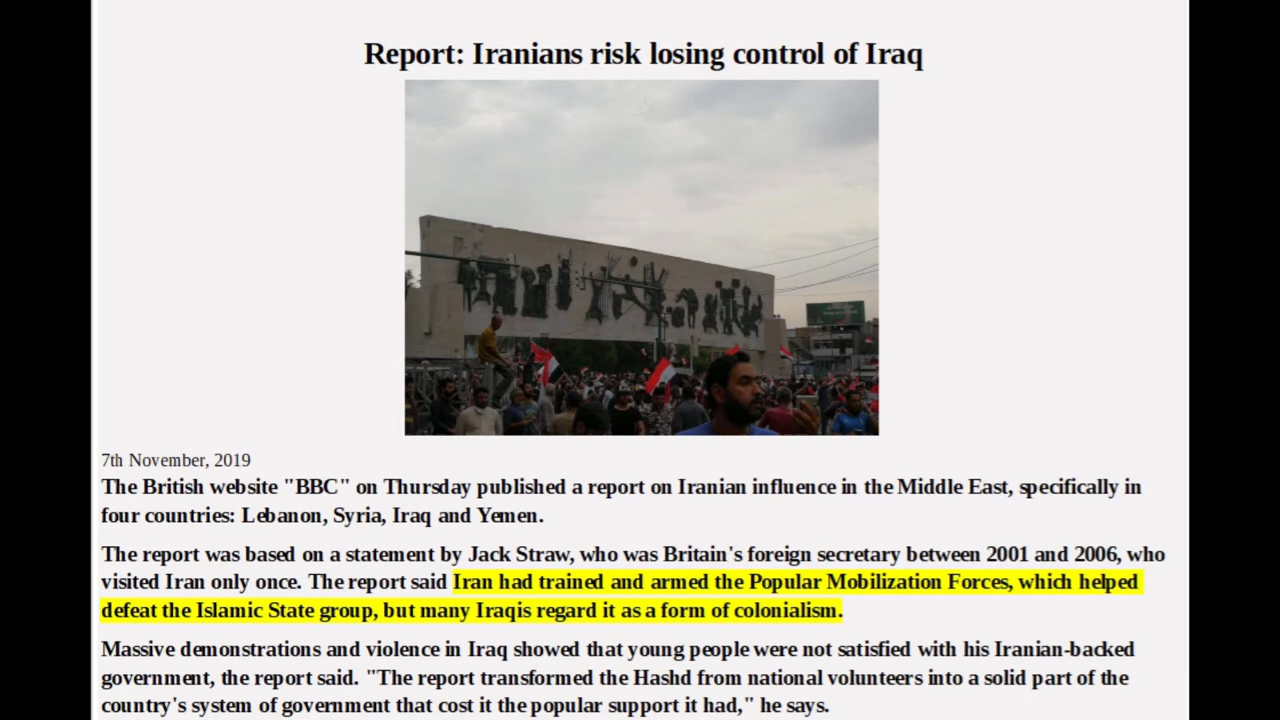 Report: Iranians risk losing control of Iraq
7th November, 2019
The British website "BBC" on Thursday published a report on Iranian influence in the Middle East, specifically in
four countries: Lebanon, Syria, Iraq and Yemen.
The report was based on a statement by Jack Straw, who was Britain's foreign secretary between 2001 and 2006, who
visited Iran only once. The report said Iran had trained and armed the Popular Mobilization Forces, which helped
defeat the Islamic State group, but many Iraqis regard it as a form of colonialism.
Massive demonstrations and violence in Iraq showed that young people were not satisfied with his Iranian-backed
government, the report said. "The report transformed the Hashd from national volunteers into a solid part of the
country's system of government that cost it the popular support it had," he says.